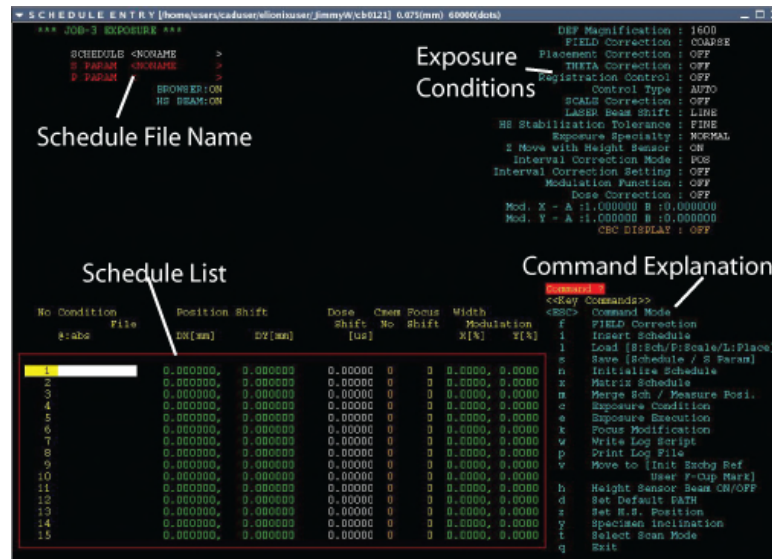 SCHEDULE ENTRY [/home/users/caduser/elionixuser/JimmyW/cb0121] 0.075(mm) 60000(dots)
*** JOB-3 EXPOSURE ***
SCHEDULE <NONAME >
S PARAM <NONAME >
P PARAM < >
BROWSER:ON
HS BEAM:ON
Schedule File Name
Exposure
Conditions
DEF Magnification : 1600
FIELD Correction : COARSE
Placement Correction : OFF
THETA Correction : OFF
Registration Control : OFF
Control Type : AUTO
SCALE Correction : OFF
LASER Beam Shift : LINE
HS Stabilization Tolerance : FINE
Exposure Specialty : NORMAL
Z Move with Height Sensor : ON
Interval Correction Mode : POS
Interval Correction Setting : OFF
Modulation Function : OFF
Dose Correction : OFF
Mod. X - A :1.000000 B :0.000000
Mod. Y - A :1.000000 B :0.000000
CBC DISPLAY : OFF
Schedule List
No Condition Position Shift Dose Cmem Focus Width
File Shift No Shift Modulation
@:abs DX[mm] DY[mm] [us] X[%] Y[%]
1 0.000000, 0.000000 0.00000 0 0 0.0000, 0.0000
2 0.000000, 0.000000 0.00000 0 0 0.0000, 0.0000
3 0.000000, 0.000000 0.00000 0 0 0.0000, 0.0000
4 0.000000, 0.000000 0.00000 0 0 0.0000, 0.0000
5 0.000000, 0.000000 0.00000 0 0 0.0000, 0.0000
6 0.000000, 0.000000 0.00000 0 0 0.0000, 0.0000
7 0.000000, 0.000000 0.00000 0 0 0.0000, 0.0000
8 0.000000, 0.000000 0.00000 0 0 0.0000, 0.0000
9 0.000000, 0.000000 0.00000 0 0 0.0000, 0.0000
10 0.000000, 0.000000 0.00000 0 0 0.0000, 0.0000
11 0.000000, 0.000000 0.00000 0 0 0.0000, 0.0000
12 0.000000, 0.000000 0.00000 0 0 0.0000, 0.0000
13 0.000000, 0.000000 0.00000 0 0 0.0000, 0.0000
14 0.000000, 0.000000 0.00000 0 0 0.0000, 0.0000
15 0.000000, 0.000000 0.00000 0 0 0.0000, 0.0000
Command Explanation
Command ?
<<Key Commands>>
<ESC> Command Mode
f FIELD Correction
i Insert Schedule
l Load [S:Sch/P:Scale/L:Place]
s Save [Schedule / S Param]
n Initialize Schedule
x Matrix Schedule
m Merge Sch / Measure Posi.
c Exposure Condition
e Exposure Execution
k Focus Modification
w Write Log Script
p Print Log File
v Move to [Init Exchg Ref
User F-Cup Mark]
h Height Sensor Beam ON/OFF
d Set Default PATH
z Set H.S. Position
y Specimen inclination
t Select Scan Mode
q Exit